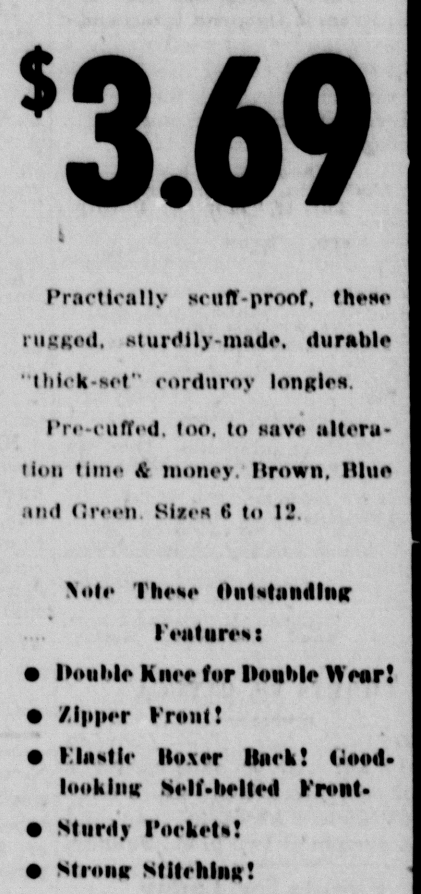 $3.69
Practically scuff-proof, these
rugged, sturdily-made, durable
"thick-set" corduroy longies.
Pre-cuffed, too, to save altera-
tion time & money. Brown, Blue
and Green. Sizes 6 to 12.
Note These Outstanding
Features:
● Double Knee for Double Wear!
● Zipper Front!
● Elastic Boxer Back! Good-
looking Self-belted Front-
● Sturdy Pockets!
● Strong Stitching!